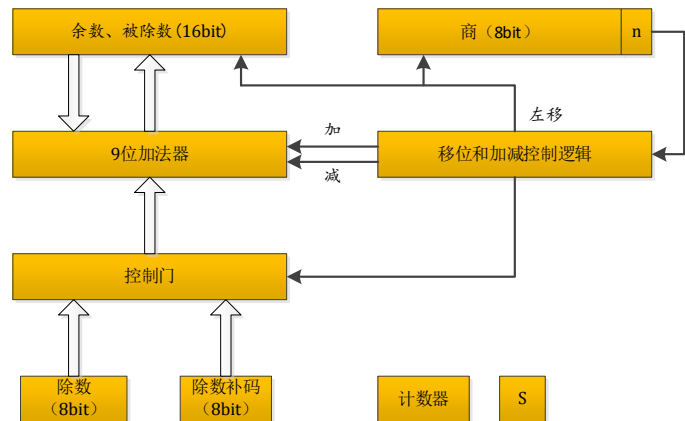 余数、被除数(16bit)
商（8bit）
n
左移
加
9位加法器
移位和加减控制逻辑
减
控制门
除数
（8bit）
除数补码
（8bit）
计数器
S